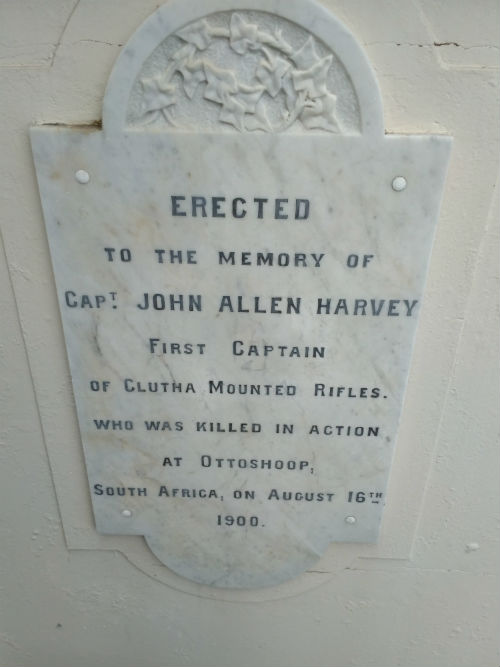 ERECTED
TO THE MEMORY OF
CAPT. JOHN ALLEN HARVEY
FIRST CAPTAIN
OF CLUTHA MOUNTED RIFLES.
WHO WAS KILLED IN ACTION
AT OTTOSHOOP,
SOUTH AFRICA, ON AUGUST 16TH
1900.